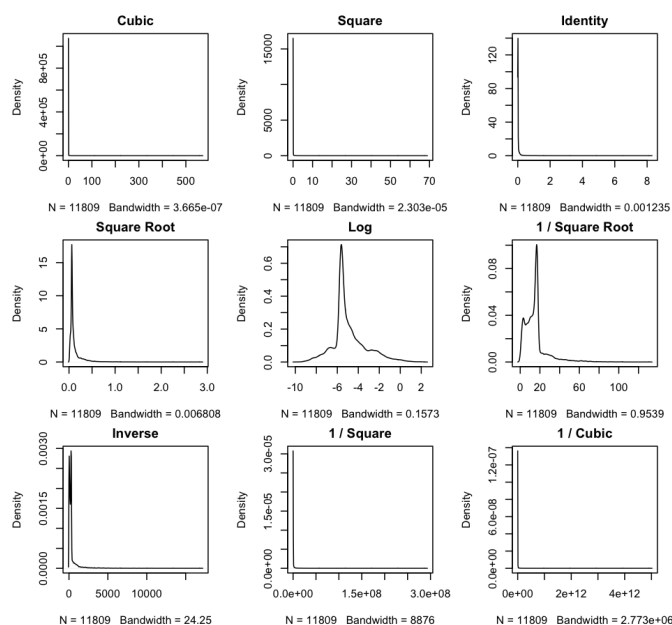 Cubic
Density
0e+00 4e+05 8e+05
0 100 300 500
N = 11809 Bandwidth = 3.665e-07
Square
Density
0 5000 15000
0 10 30 50 70
N = 11809 Bandwidth = 2.303e-05
Identity
Density
0 40 80 120
0 2 4 6 8
N = 11809 Bandwidth = 0.001235
Square Root
Density
0 5 10 15
0.0 1.0 2.0 3.0
N = 11809 Bandwidth = 0.006808
Log
Density
0.0 0.2 0.4 0.6
-10 -6 -4 -2 0 2
N = 11809 Bandwidth = 0.1573
1 / Square Root
Density
0.00 0.04 0.08
0 20 60 100
N = 11809 Bandwidth = 0.9539
Inverse
Density
0.0000 0.0015 0.0030
0 5000 10000
N = 11809 Bandwidth = 24.25
1 / Square
Density
0.0e+00 1.5e-05 3.0e-05
0.0e+00 1.5e+08 3.0e+08
N = 11809 Bandwidth = 8876
1 / Cubic
Density
0.0e+00 6.0e-08 1.2e-07
0e+00 2e+12 4e+12
N = 11809 Bandwidth = 2.773e+06